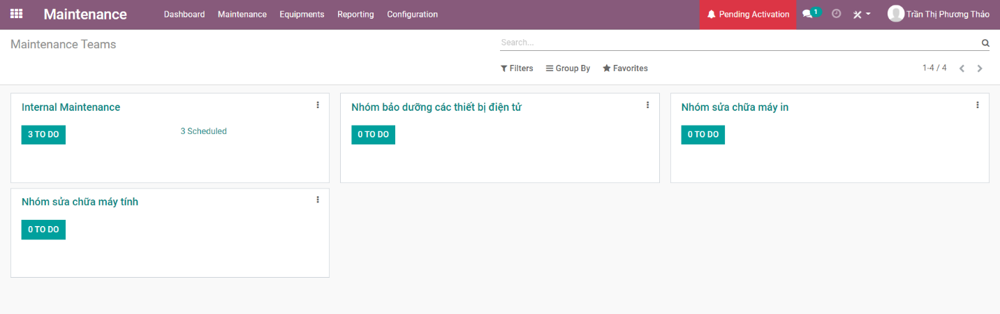 Maintenance Dashboard Maintenance Equipments Reporting Configuration Pending Activation 1 Trần Thị Phương Thảo
Maintenance Teams Search...
Filters Group By Favorites 1-4 / 4
Internal Maintenance Nhóm bảo dưỡng các thiết bị điện tử Nhóm sửa chữa máy in
3 TO DO 3 Scheduled 0 TO DO 0 TO DO
Nhóm sửa chữa máy tính
0 TO DO